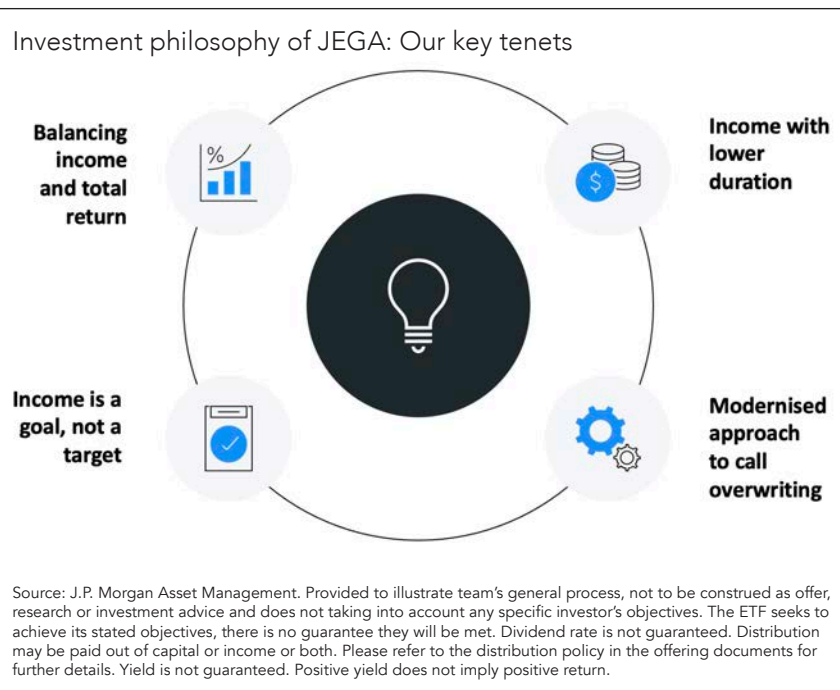 Investment philosophy of JEGA: Our key tenets
Balancing
income
and total
return
%
Income with
lower
duration
$
Income is a
goal, not a
target
Modernised
approach
to call
overwriting
Source: J.P. Morgan Asset Management. Provided to illustrate team’s general process, not to be construed as offer,
research or investment advice and does not taking into account any specific investor’s objectives. The ETF seeks to
achieve its stated objectives, there is no guarantee they will be met. Dividend rate is not guaranteed. Distribution
may be paid out of capital or income or both. Please refer to the distribution policy in the offering documents for
further details. Yield is not guaranteed. Positive yield does not imply positive return.